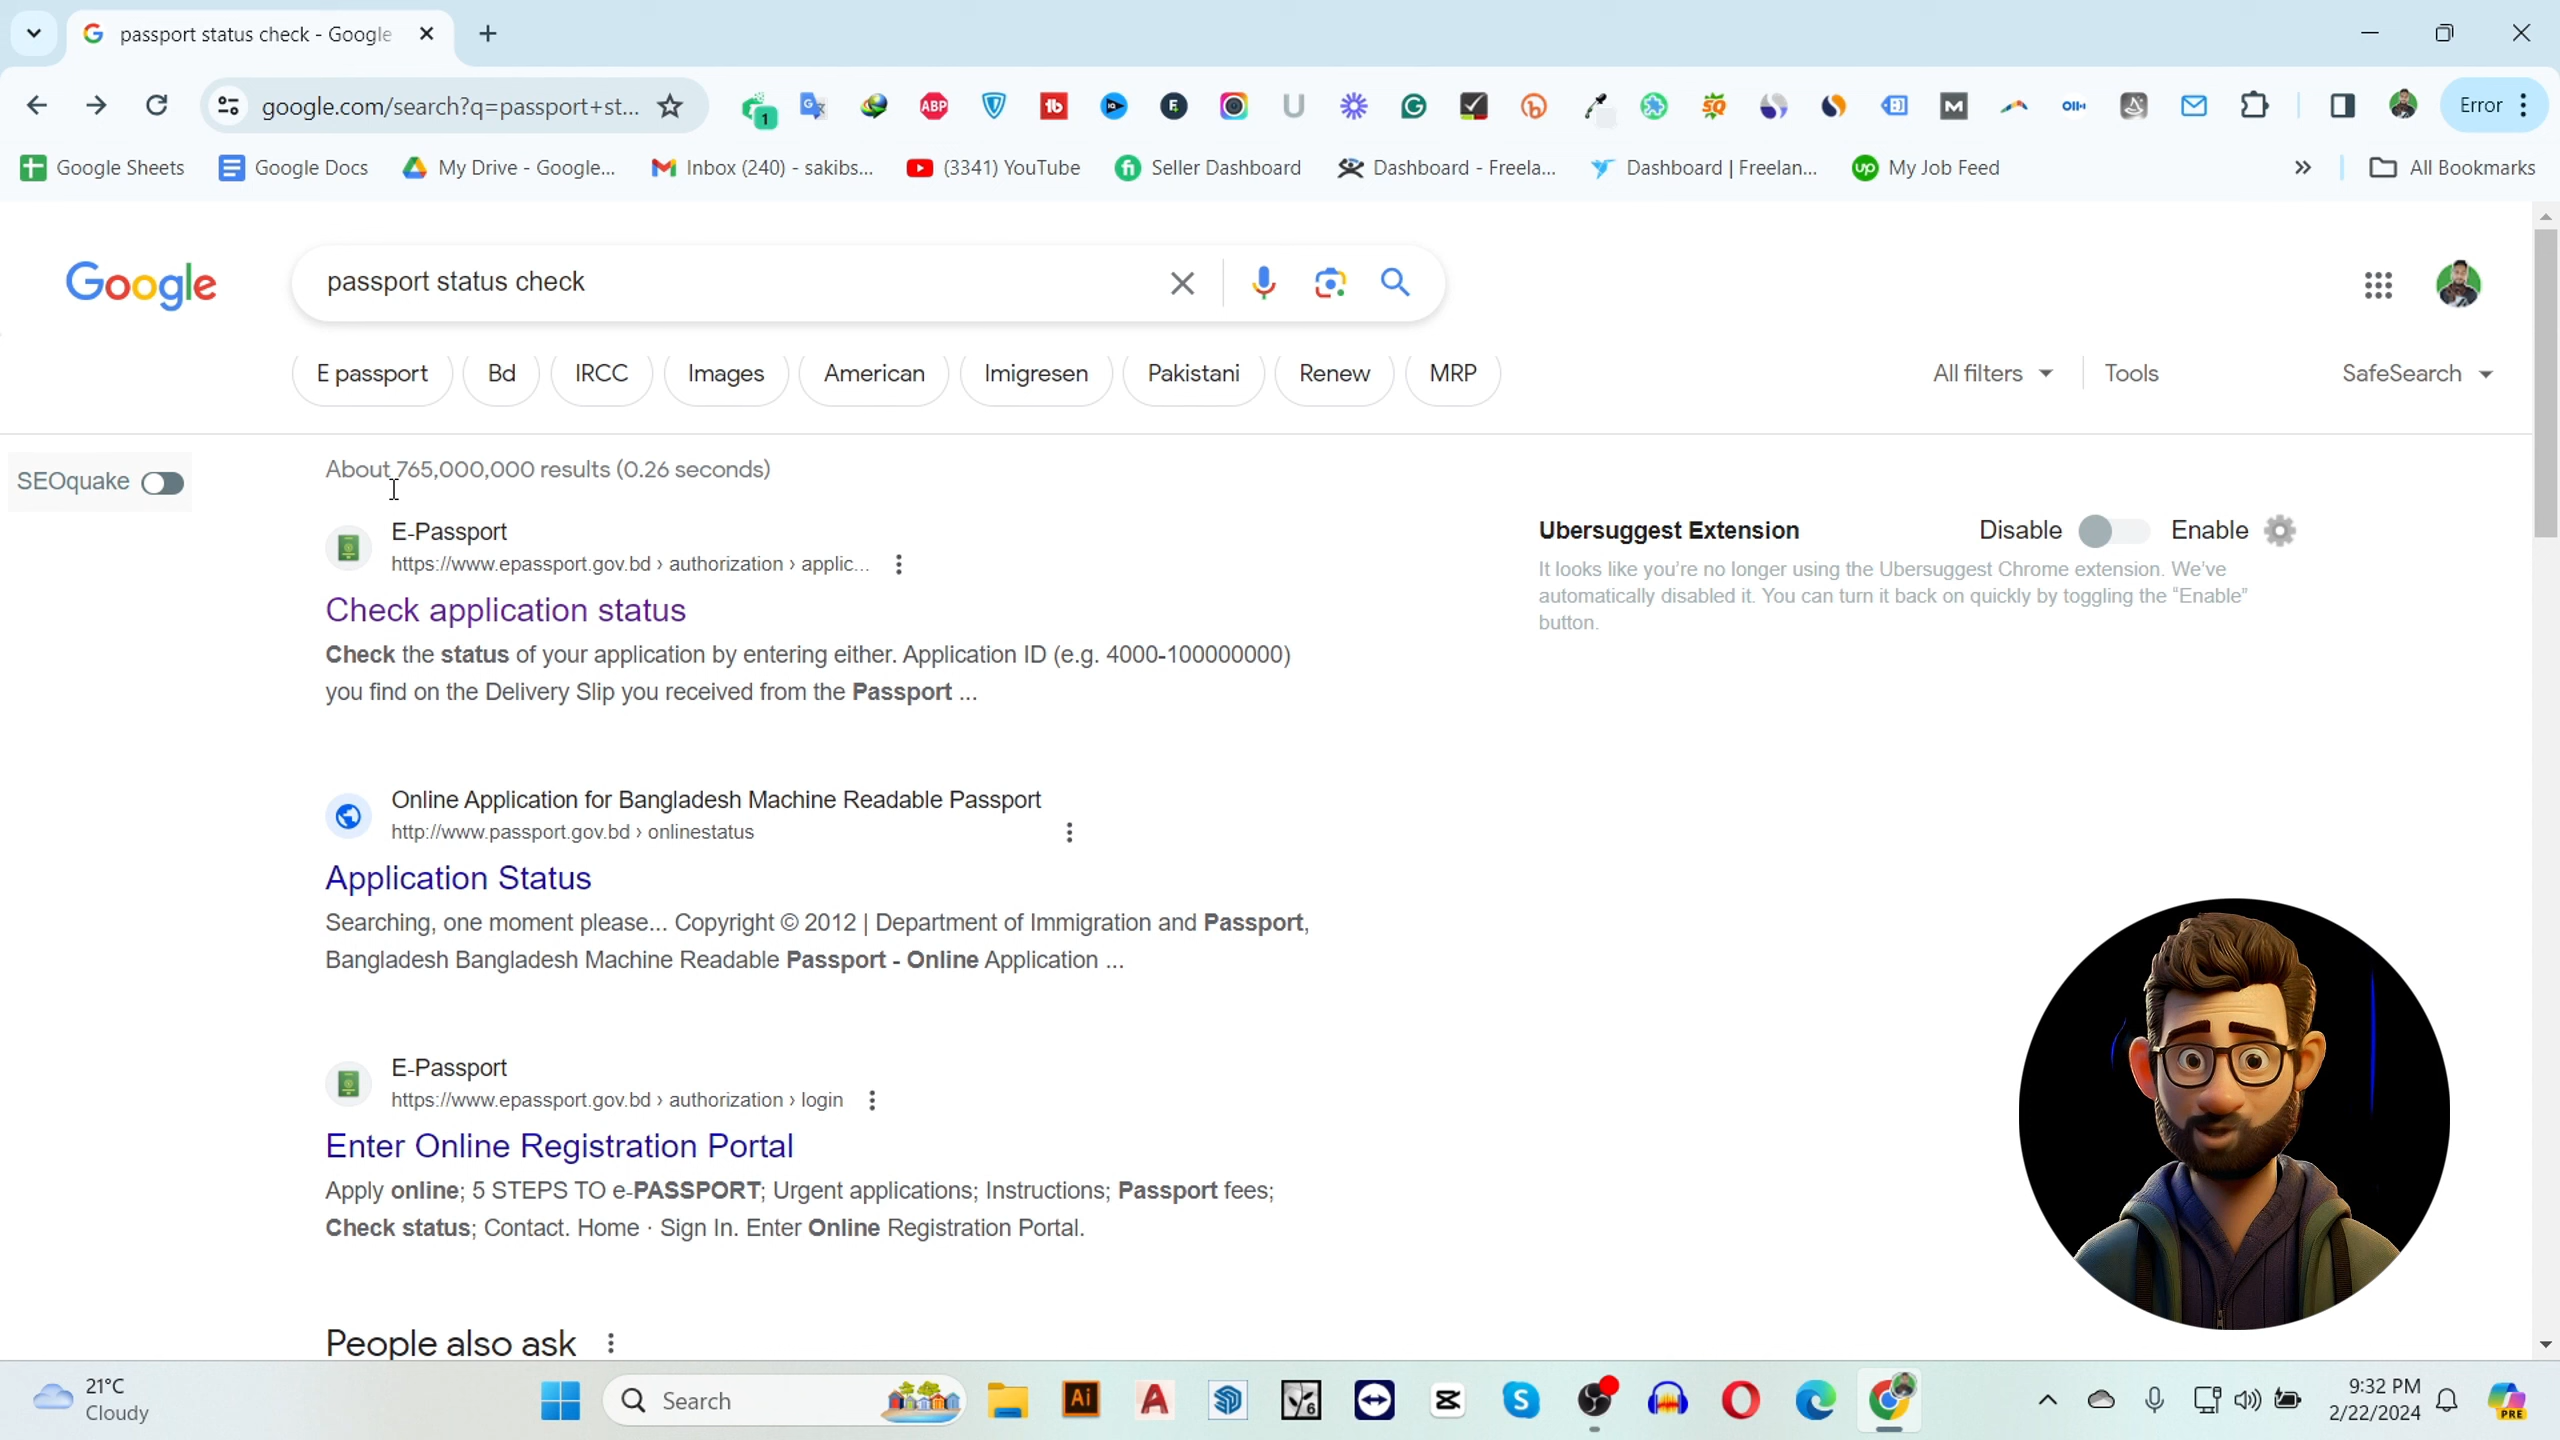 passport status check - Google
google.com/search?q=passport+st...
1
ABP
Error
Google Sheets
Google Docs
My Drive - Google...
Inbox (240) - sakibs...
(3341) YouTube
Seller Dashboard
Dashboard - Freela...
Dashboard | Freelan...
My Job Feed
All Bookmarks
Google
passport status check
E passport
Bd
IRCC
Images
American
Imigresen
Pakistani
Renew
MRP
All filters
Tools
SafeSearch
SEOquake
About 765,000,000 results (0.26 seconds)
E-Passport
https://www.epassport.gov.bd › authorization › applic...
Check application status
Check the status of your application by entering either. Application ID (e.g. 4000-100000000)
you find on the Delivery Slip you received from the Passport ...
Ubersuggest Extension
Disable
Enable
It looks like you're no longer using the Ubersuggest Chrome extension. We've
automatically disabled it. You can turn it back on quickly by toggling the “Enable”
button.
Online Application for Bangladesh Machine Readable Passport
http://www.passport.gov.bd › onlinestatus
Application Status
Searching, one moment please... Copyright © 2012 | Department of Immigration and Passport,
Bangladesh Bangladesh Machine Readable Passport - Online Application ...
E-Passport
https://www.epassport.gov.bd › authorization › login
Enter Online Registration Portal
Apply online; 5 STEPS TO e-PASSPORT; Urgent applications; Instructions; Passport fees;
Check status; Contact. Home · Sign In. Enter Online Registration Portal.
People also ask
21°C
Cloudy
Search
Ai
9:32 PM
2/22/2024
PRE